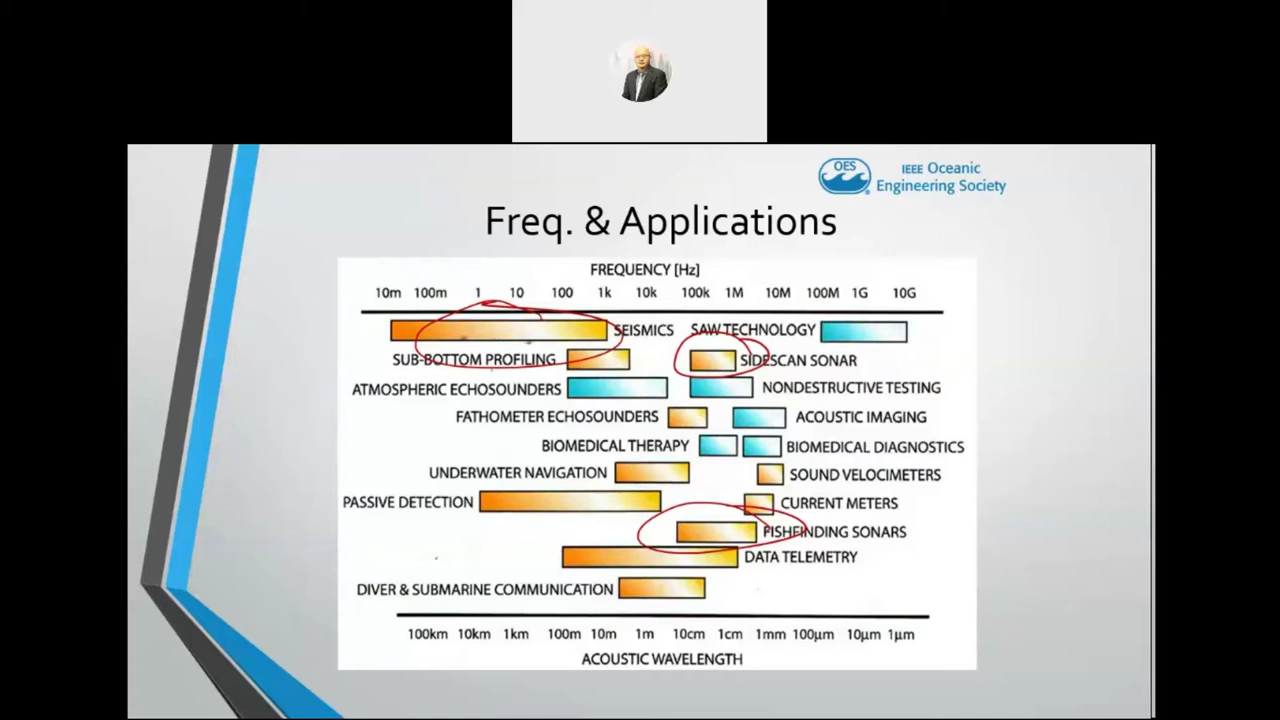 OES
IEEE Oceanic
Engineering Society
Freq. & Applications
FREQUENCY [Hz]
10m 100m 1 10 100 1k 10k 100k 1M 10M 100M 1G 10G
SEISMICS SAW TECHNOLOGY
SUB-BOTTOM PROFILING SIDESCAN SONAR
ATMOSPHERIC ECHOSOUNDERS NONDESTRUCTIVE TESTING
FATHOMETER ECHOSOUNDERS ACOUSTIC IMAGING
BIOMEDICAL THERAPY BIOMEDICAL DIAGNOSTICS
UNDERWATER NAVIGATION SOUND VELOCIMETERS
PASSIVE DETECTION CURRENT METERS
FISHFINDING SONARS
DATA TELEMETRY
DIVER & SUBMARINE COMMUNICATION
100km 10km 1km 100m 10m 1m 10cm 1cm 1mm 100µm 10µm 1µm
ACOUSTIC WAVELENGTH